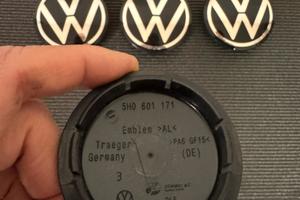 5H0 601 171
Emblem >AL<
Traeger >PA6 GF15<
Germany (DE)
3